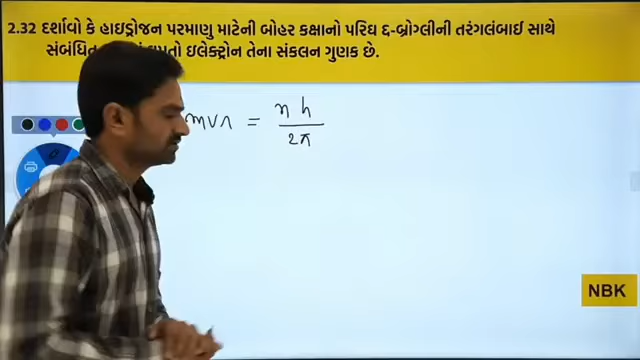 2.32 દર્શાવો કે હાઇડ્રોજન પરમાણુ માટેની બોહર કક્ષાનો પરિઘ દ-બ્રોગ્લીની તરંગલંબાઈ સાથે
સંબંધિત ઇલેક્ટ્રોન તેના સંકલન ગુણક છે.
mvr = nh / 2π
NBK